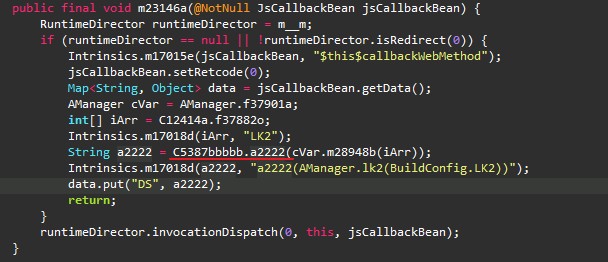 public final void m23146a(@NotNull JsCallbackBean jsCallbackBean) {
RuntimeDirector runtimeDirector = m__m;
if (runtimeDirector == null || !runtimeDirector.isRedirect(0)) {
Intrinsics.m17015e(jsCallbackBean, "$this$callbackWebMethod");
jsCallbackBean.setRetcode(0);
Map<String, Object> data = jsCallbackBean.getData();
AManager cVar = AManager.f37901a;
int[] iArr = C12414a.f37882o;
Intrinsics.m17018d(iArr, "LK2");
String a2222 = C5387bbbbb.a2222(cVar.m28948b(iArr));
Intrinsics.m17018d(a2222, "a2222(AManager.lk2(BuildConfig.LK2))");
data.put("DS", a2222);
return;
}
runtimeDirector.invocationDispatch(0, this, jsCallbackBean);
}